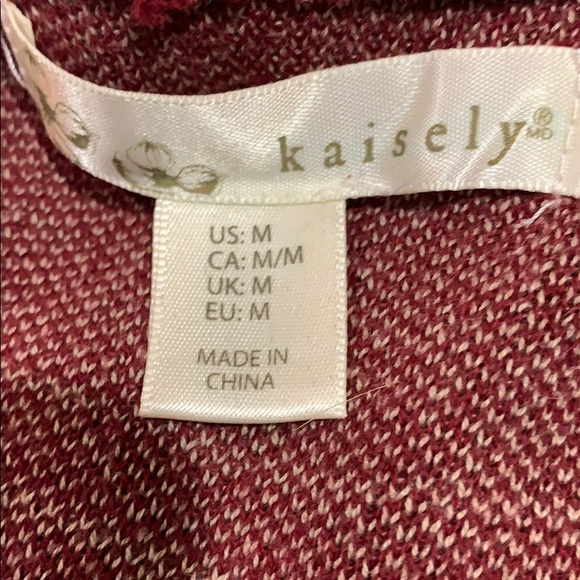 kaisely® MD
US: M
CA: M/M
UK: M
EU: M
MADE IN
CHINA